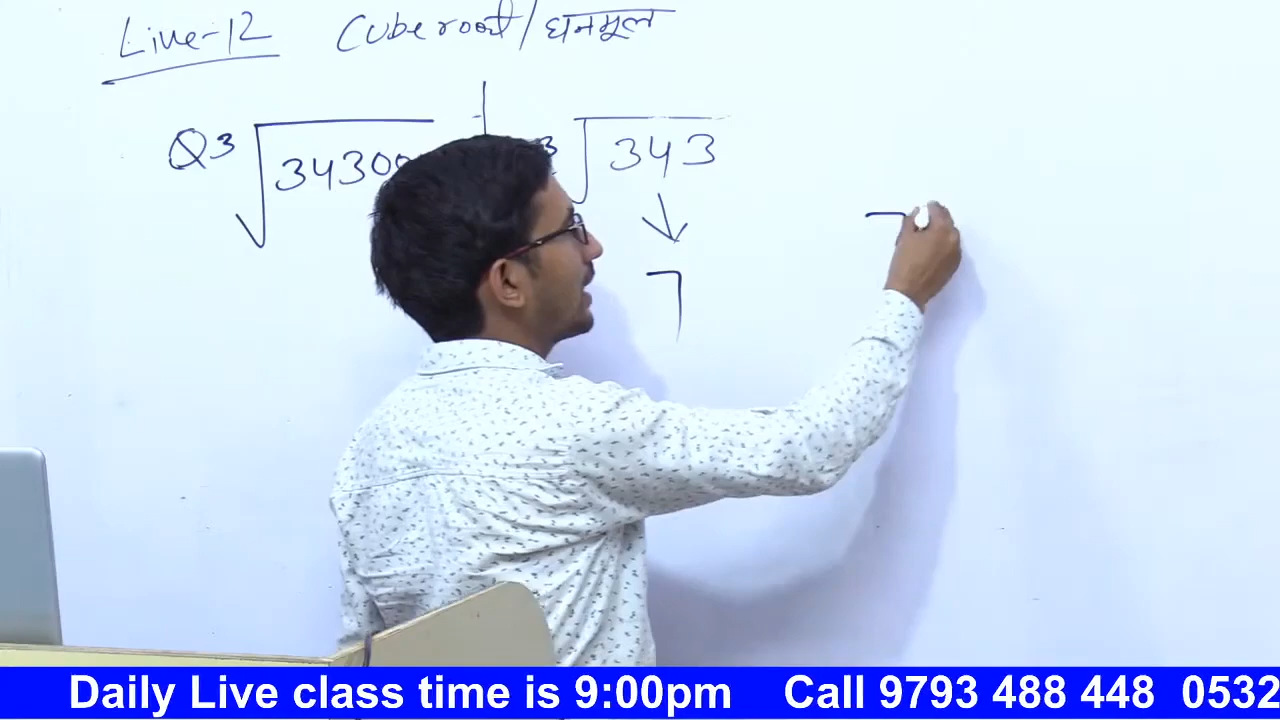 Live-12 Cube root/घनमूल
Q 3√34300 3√343
7
Daily Live class time is 9:00pm Call 9793 488 448 0532